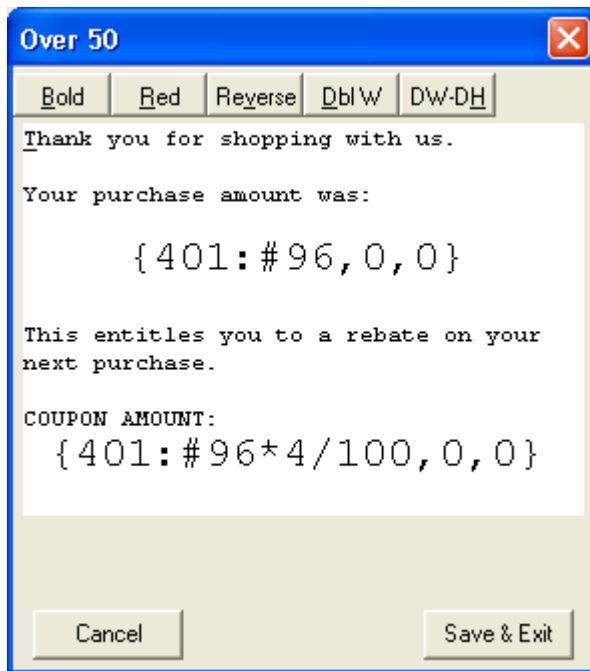 Over 50
Bold Red Reverse Dbl W DW-DH
Thank you for shopping with us.
Your purchase amount was:
{401:#96,0,0}
This entitles you to a rebate on your
next purchase.
COUPON AMOUNT:
{401:#96*4/100,0,0}
Cancel Save & Exit